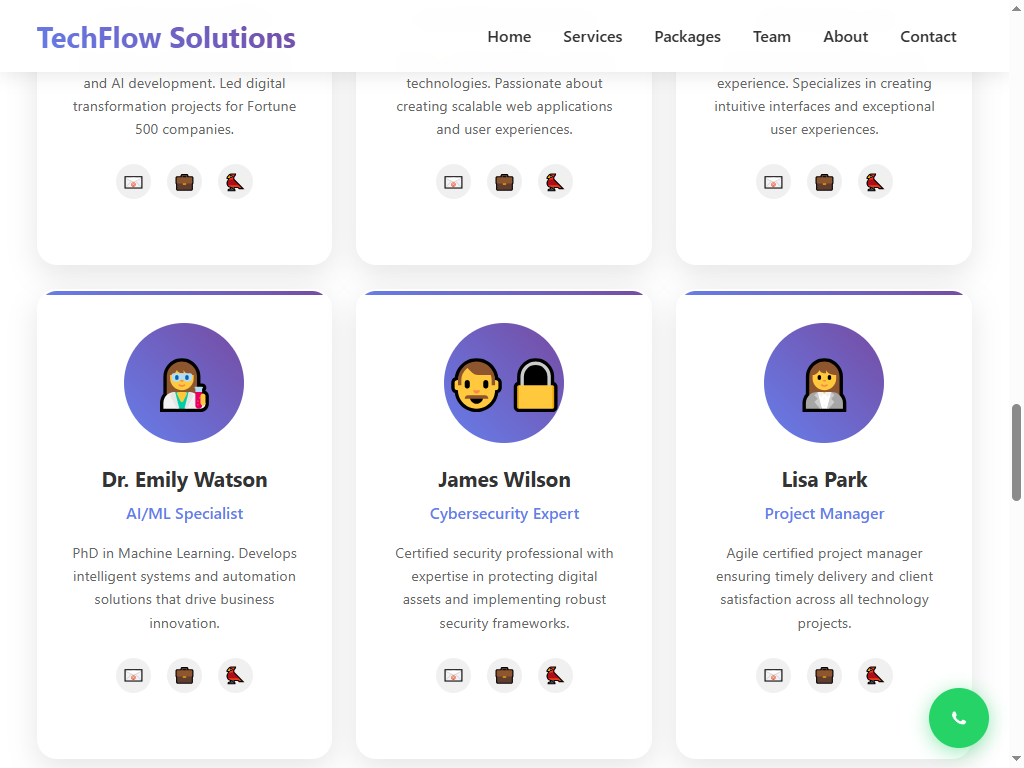 TechFlow Solutions
Home
Services
Packages
Team
About
Contact
and AI development. Led digital
transformation projects for Fortune
500 companies.
technologies. Passionate about
creating scalable web applications
and user experiences.
experience. Specializes in creating
intuitive interfaces and exceptional
user experiences.
Dr. Emily Watson
AI/ML Specialist
PhD in Machine Learning. Develops
intelligent systems and automation
solutions that drive business
innovation.
James Wilson
Cybersecurity Expert
Certified security professional with
expertise in protecting digital
assets and implementing robust
security frameworks.
Lisa Park
Project Manager
Agile certified project manager
ensuring timely delivery and client
satisfaction across all technology
projects.